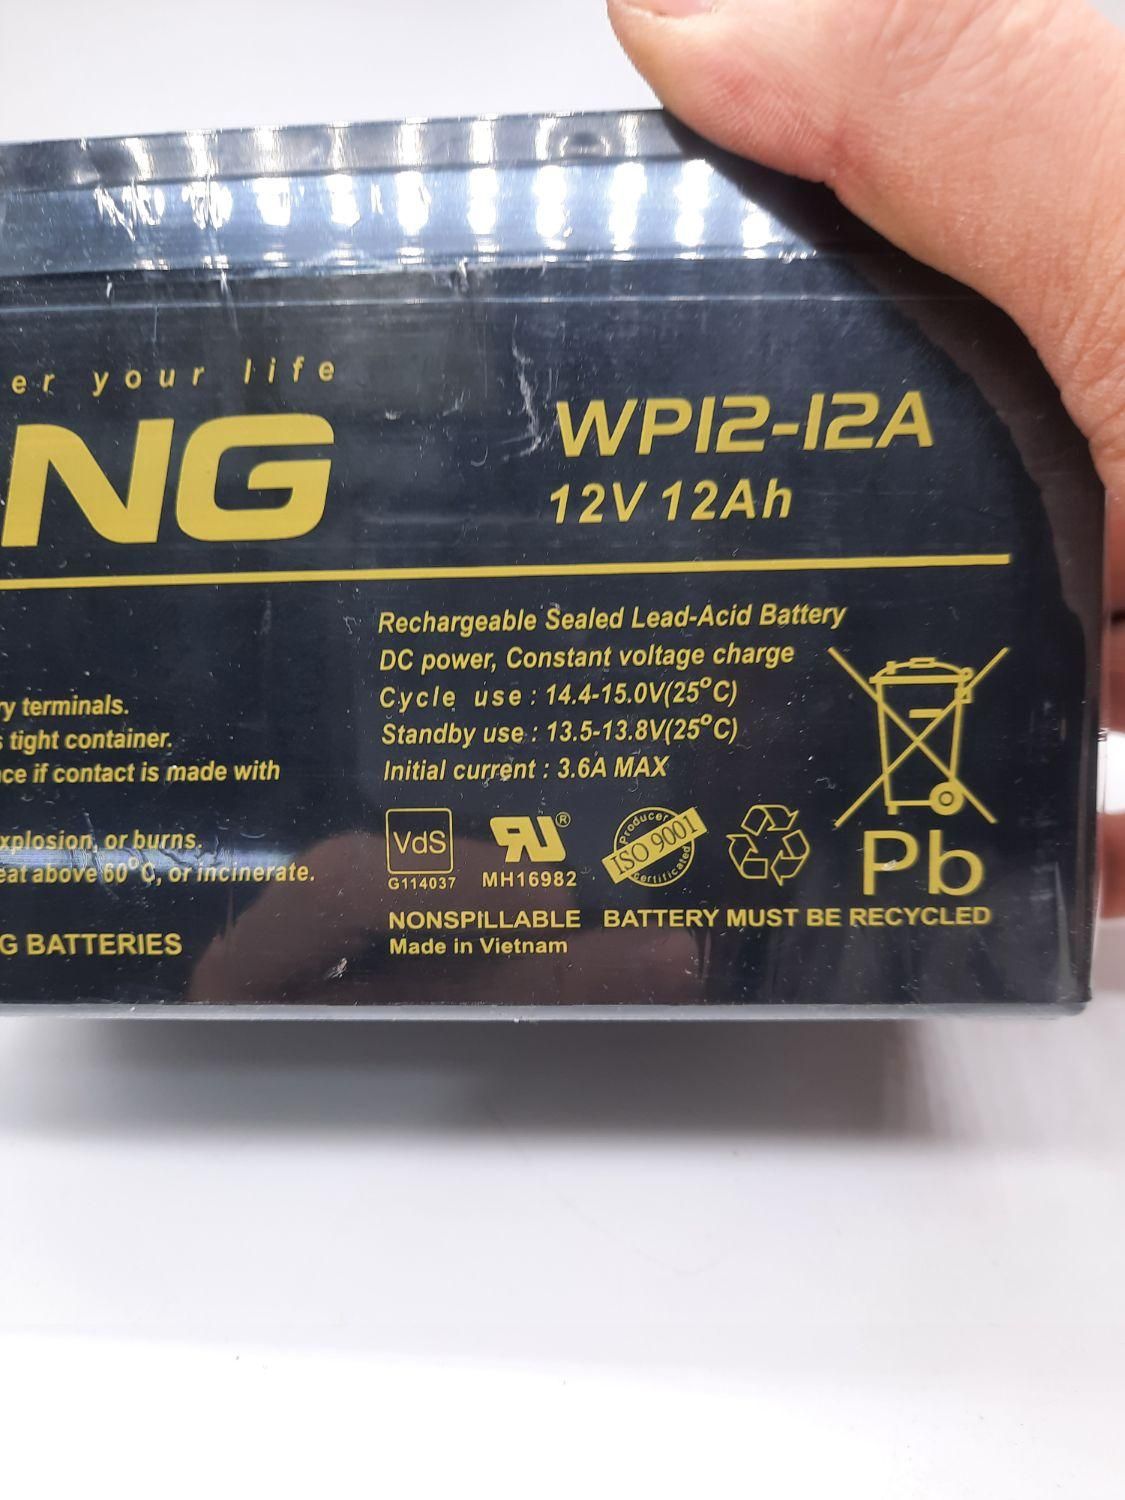 er your life
NG
WP12-12A
12V 12Ah
y terminals.
s tight container.
ce if contact is made with
xplosion, or burns.
eat above 60°C, or incinerate.
G BATTERIES
Rechargeable Sealed Lead-Acid Battery
DC power, Constant voltage charge
Cycle use : 14.4-15.0V(25°C)
Standby use : 13.5-13.8V(25°C)
Initial current : 3.6A MAX
VdS
G114037
RU®
MH16982
Producer
ISO 9001
Certificated
Pb
NONSPILLABLE BATTERY MUST BE RECYCLED
Made in Vietnam